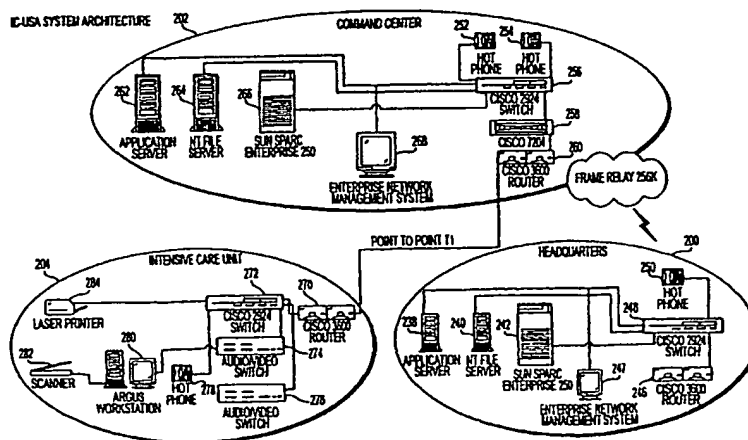 IC-USA SYSTEM ARCHITECTURE
202
COMMAND CENTER
252
254
HOT PHONE
HOT PHONE
256
CISCO 2924 SWITCH
258
CISCO 7204
260
CISCO 3600 ROUTER
262
APPLICATION SERVER
264
NT FILE SERVER
266
SUN SPARC ENTERPRISE 250
268
ENTERPRISE NETWORK MANAGEMENT SYSTEM
FRAME RELAY 256K
POINT TO POINT T1
204
INTENSIVE CARE UNIT
284
LASER PRINTER
272
CISCO 2924 SWITCH
270
CISCO 3600 ROUTER
282
SCANNER
280
ARGUS WORKSTATION
HOT PHONE
278
274
AUDIO/VIDEO SWITCH
276
AUDIO/VIDEO SWITCH
HEADQUARTERS
200
250
HOT PHONE
248
CISCO 2924 SWITCH
238
APPLICATION SERVER
240
NT FILE SERVER
242
SUN SPARC ENTERPRISE 250
247
ENTERPRISE NETWORK MANAGEMENT SYSTEM
246
CISCO 3600 ROUTER